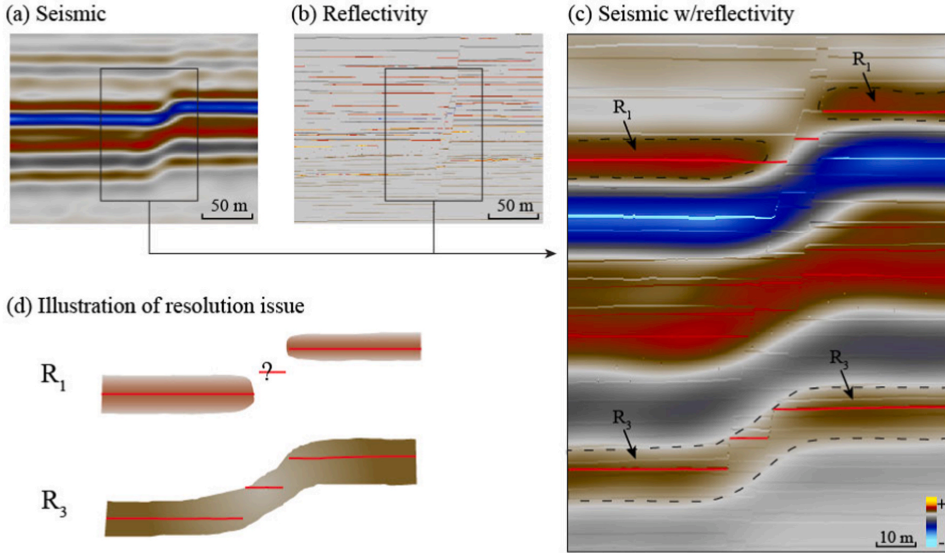 (a) Seismic
(b) Reflectivity
(c) Seismic w/reflectivity
50 m
50 m
R1
R1
R3
R3
+
-
10 m
(d) Illustration of resolution issue
R1
?
R3